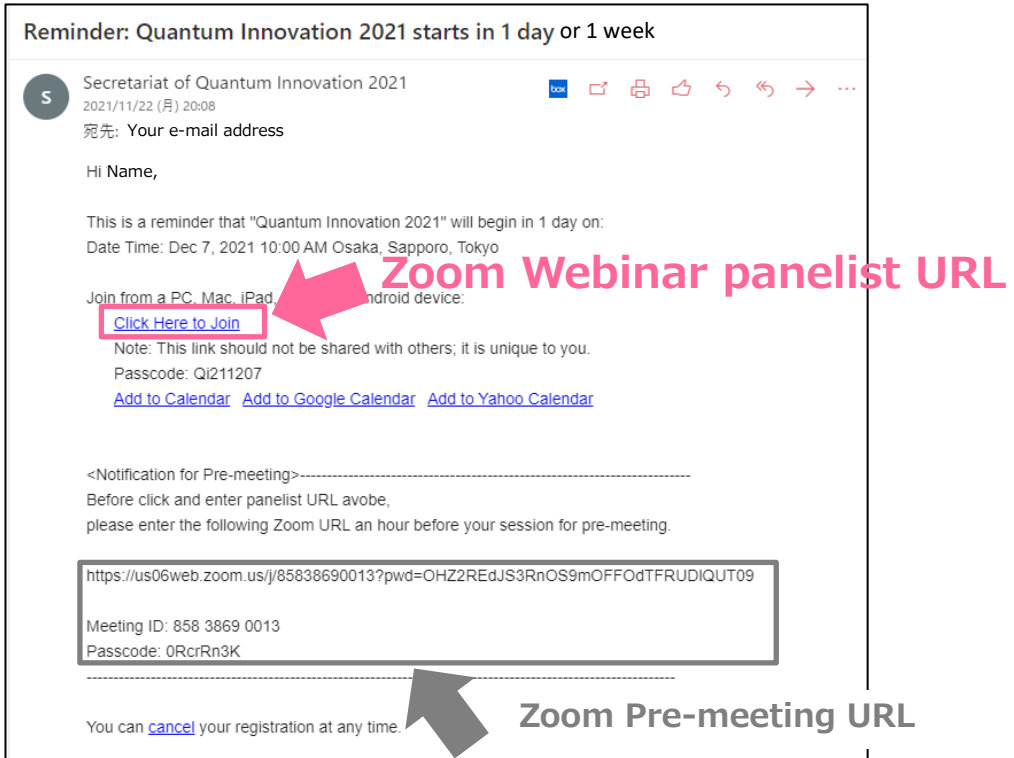 Reminder: Quantum Innovation 2021 starts in 1 day or 1 week
S
Secretariat of Quantum Innovation 2021
box
2021/11/22 (月) 20:08
宛先: Your e-mail address
Hi Name,
This is a reminder that "Quantum Innovation 2021" will begin in 1 day on:
Date Time: Dec 7, 2021 10:00 AM Osaka, Sapporo, Tokyo
Zoom Webinar panelist URL
Join from a PC, Mac, iPad, ndroid device:
Click Here to Join
Note: This link should not be shared with others; it is unique to you.
Passcode: Qi211207
Add to Calendar Add to Google Calendar Add to Yahoo Calendar
<Notification for Pre-meeting>-------------------------------------------------------------------------
Before click and enter panelist URL avobe,
please enter the following Zoom URL an hour before your session for pre-meeting.
https://us06web.zoom.us/j/85838690013?pwd=OHZ2REdJS3RnOS9mOFFOdTFRUDlQUT09
Meeting ID: 858 3869 0013
Passcode: 0RcrRn3K
--------------------------------------------------------------------------------------------------------------
Zoom Pre-meeting URL
You can cancel your registration at any time.